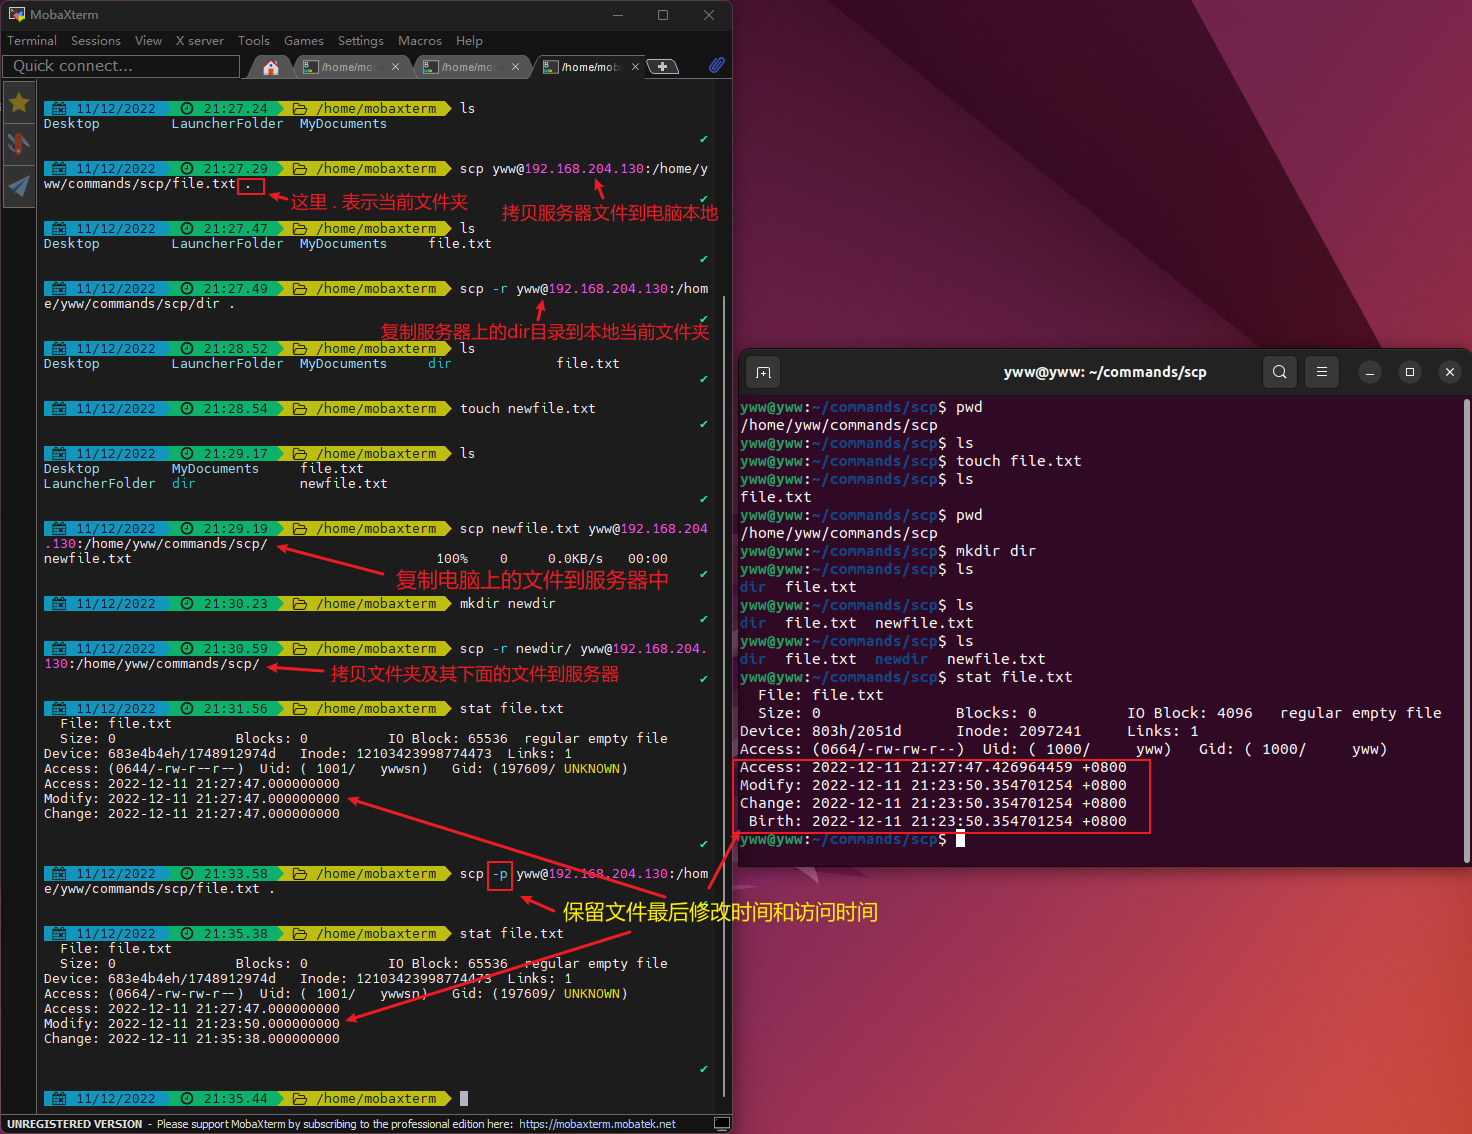 MobaXterm
Terminal Sessions View X server Tools Games Settings Macros Help
Quick connect...
/home/mo /home/mo /home/mob
11/12/2022 21:27.24 /home/mobaxterm ls
Desktop LauncherFolder MyDocuments
11/12/2022 21:27.29 /home/mobaxterm scp yww@192.168.204.130:/home/y
ww/commands/scp/file.txt .
这里 . 表示当前文件夹
拷贝服务器文件到电脑本地
11/12/2022 21:27.47 /home/mobaxterm ls
Desktop LauncherFolder MyDocuments file.txt
11/12/2022 21:27.49 /home/mobaxterm scp -r yww@192.168.204.130:/hom
e/yww/commands/scp/dir .
复制服务器上的dir目录到本地当前文件夹
11/12/2022 21:28.52 /home/mobaxterm ls
Desktop LauncherFolder MyDocuments dir file.txt
11/12/2022 21:28.54 /home/mobaxterm touch newfile.txt
11/12/2022 21:29.17 /home/mobaxterm ls
Desktop MyDocuments file.txt
LauncherFolder dir newfile.txt
11/12/2022 21:29.19 /home/mobaxterm scp newfile.txt yww@192.168.204
.130:/home/yww/commands/scp/
newfile.txt 100% 0 0.0KB/s 00:00
复制电脑上的文件到服务器中
11/12/2022 21:30.23 /home/mobaxterm mkdir newdir
11/12/2022 21:30.59 /home/mobaxterm scp -r newdir/ yww@192.168.204.
130:/home/yww/commands/scp/
拷贝文件夹及其下面的文件到服务器
11/12/2022 21:31.56 /home/mobaxterm stat file.txt
File: file.txt
Size: 0 Blocks: 0 IO Block: 65536 regular empty file
Device: 683e4b4eh/1748912974d Inode: 12103423998774473 Links: 1
Access: (0644/-rw-r--r--) Uid: ( 1001/ ywwsn) Gid: (197609/ UNKNOWN)
Access: 2022-12-11 21:27:47.000000000
Modify: 2022-12-11 21:27:47.000000000
Change: 2022-12-11 21:27:47.000000000
11/12/2022 21:33.58 /home/mobaxterm scp -p yww@192.168.204.130:/hom
e/yww/commands/scp/file.txt .
保留文件最后修改时间和访问时间
11/12/2022 21:35.38 /home/mobaxterm stat file.txt
File: file.txt
Size: 0 Blocks: 0 IO Block: 65536 regular empty file
Device: 683e4b4eh/1748912974d Inode: 12103423998774473 Links: 1
Access: (0664/-rw-rw-r--) Uid: ( 1001/ ywwsn) Gid: (197609/ UNKNOWN)
Access: 2022-12-11 21:27:47.000000000
Modify: 2022-12-11 21:23:50.000000000
Change: 2022-12-11 21:35:38.000000000
11/12/2022 21:35.44 /home/mobaxterm
UNREGISTERED VERSION - Please support MobaXterm by subscribing to the professional edition here: https://mobaxterm.mobatek.net
yww@yww: ~/commands/scp
yww@yww:~/commands/scp$ pwd
/home/yww/commands/scp
yww@yww:~/commands/scp$ ls
yww@yww:~/commands/scp$ touch file.txt
yww@yww:~/commands/scp$ ls
file.txt
yww@yww:~/commands/scp$ pwd
/home/yww/commands/scp
yww@yww:~/commands/scp$ mkdir dir
yww@yww:~/commands/scp$ ls
dir file.txt
yww@yww:~/commands/scp$ ls
dir file.txt newfile.txt
yww@yww:~/commands/scp$ ls
dir file.txt newdir newfile.txt
yww@yww:~/commands/scp$ stat file.txt
File: file.txt
Size: 0 Blocks: 0 IO Block: 4096 regular empty file
Device: 803h/2051d Inode: 2097241 Links: 1
Access: (0664/-rw-rw-r--) Uid: ( 1000/ yww) Gid: ( 1000/ yww)
Access: 2022-12-11 21:27:47.426964459 +0800
Modify: 2022-12-11 21:23:50.354701254 +0800
Change: 2022-12-11 21:23:50.354701254 +0800
Birth: 2022-12-11 21:23:50.354701254 +0800
yww@yww:~/commands/scp$